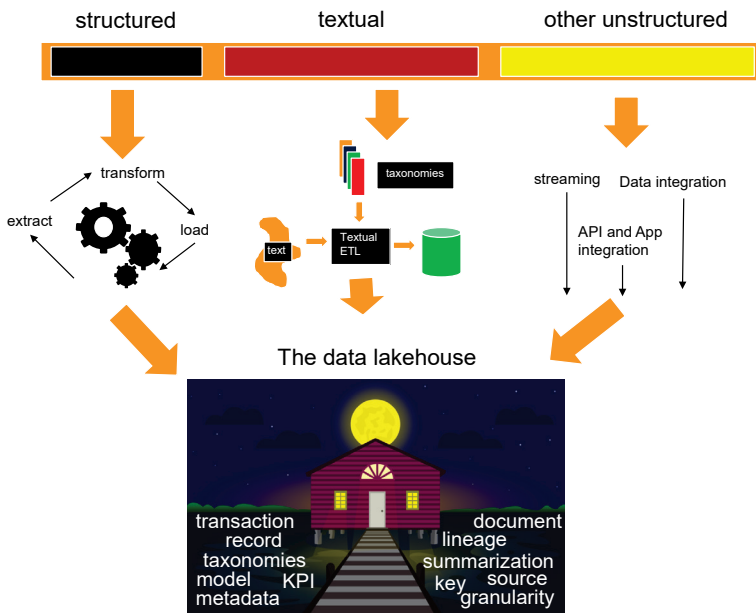 structured
textual
other unstructured
transform
extract
load
taxonomies
text
Textual
ETL
streaming
Data integration
API and App
integration
The data lakehouse
transaction
record
taxonomies
model
KPI
metadata
document
lineage
summarization
key
source
granularity